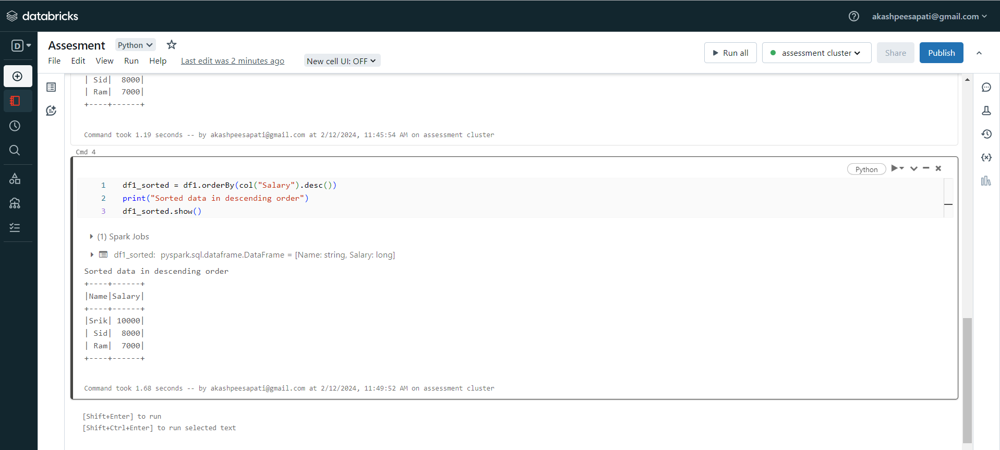 databricks
akashpeesapati@gmail.com
D
Assesment Python
File Edit View Run Help Last edit was 2 minutes ago New cell UI: OFF
Run all assessment cluster Share Publish
| Sid|  8000|
| Ram|  7000|
+----+------+
Command took 1.19 seconds -- by akashpeesapati@gmail.com at 2/12/2024, 11:45:54 AM on assessment cluster
Cmd 4
Python
1 df1_sorted = df1.orderBy(col("Salary").desc())
2 print("Sorted data in descending order")
3 df1_sorted.show()
(1) Spark Jobs
df1_sorted: pyspark.sql.dataframe.DataFrame = [Name: string, Salary: long]
Sorted data in descending order
+----+------+
|Name|Salary|
+----+------+
|Srik| 10000|
| Sid|  8000|
| Ram|  7000|
+----+------+
Command took 1.68 seconds -- by akashpeesapati@gmail.com at 2/12/2024, 11:49:52 AM on assessment cluster
[Shift+Enter] to run
[Shift+Ctrl+Enter] to run selected text